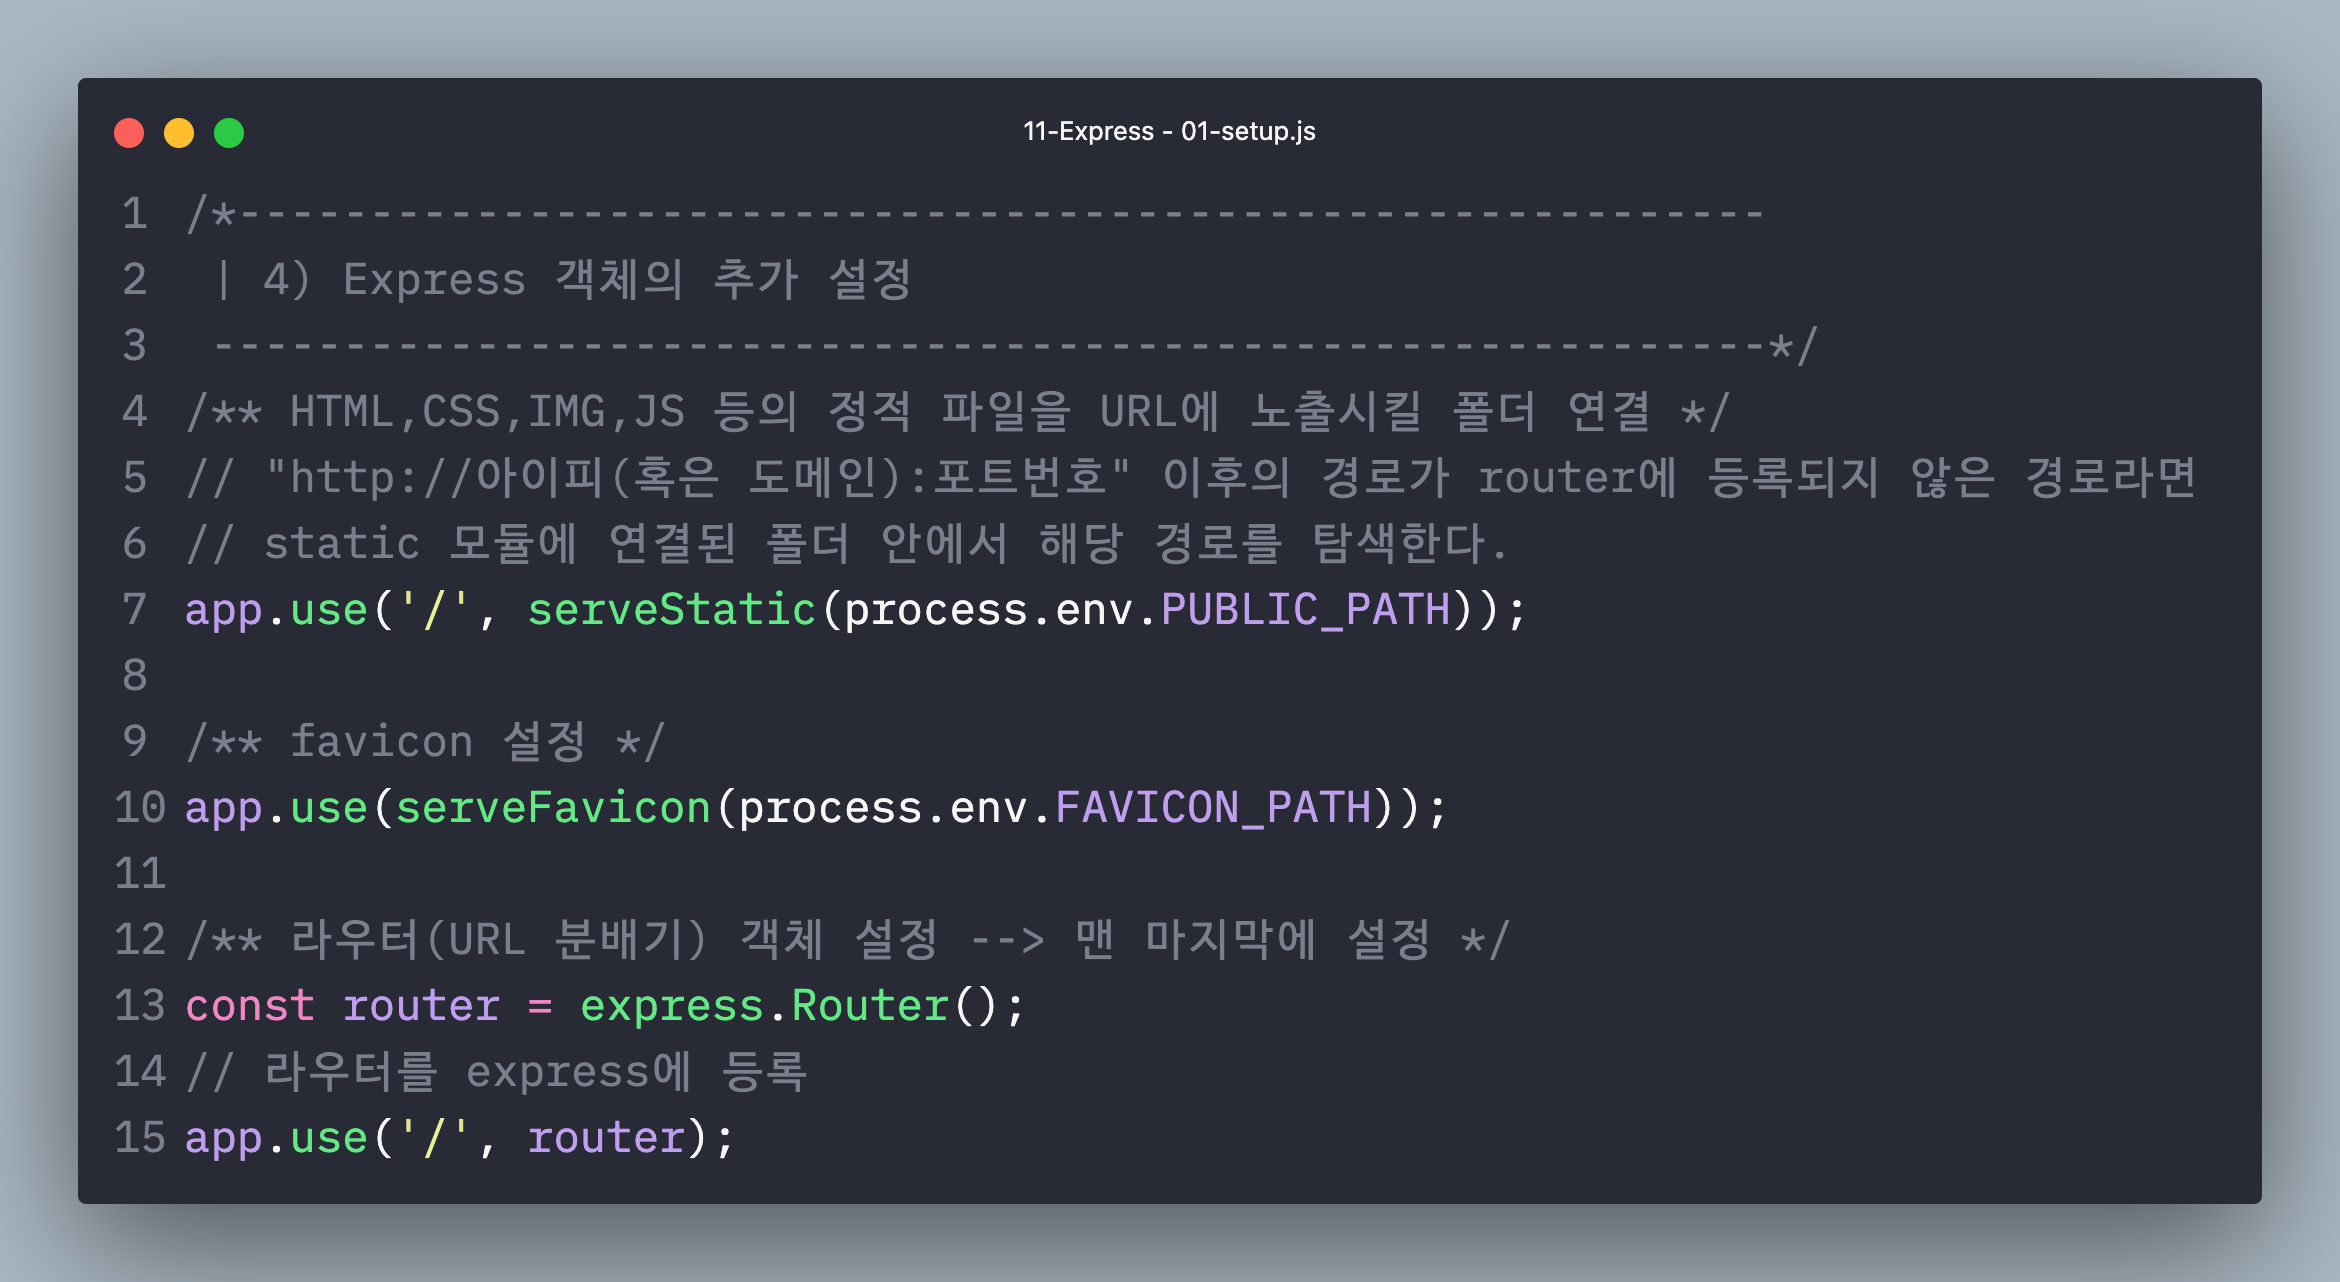 11-Express - 01-setup.js
1 /*----------------------------------------------------------
2  | 4) Express 객체의 추가 설정
3  -----------------------------------------------------------*/
4 /** HTML,CSS,IMG,JS 등의 정적 파일을 URL에 노출시킬 폴더 연결 */
5 // "http://아이피(혹은 도메인):포트번호" 이후의 경로가 router에 등록되지 않은 경로라면
6 // static 모듈에 연결된 폴더 안에서 해당 경로를 탐색한다.
7 app.use('/', serveStatic(process.env.PUBLIC_PATH));
8
9 /** favicon 설정 */
10 app.use(serveFavicon(process.env.FAVICON_PATH));
11
12 /** 라우터(URL 분배기) 객체 설정 --> 맨 마지막에 설정 */
13 const router = express.Router();
14 // 라우터를 express에 등록
15 app.use('/', router);